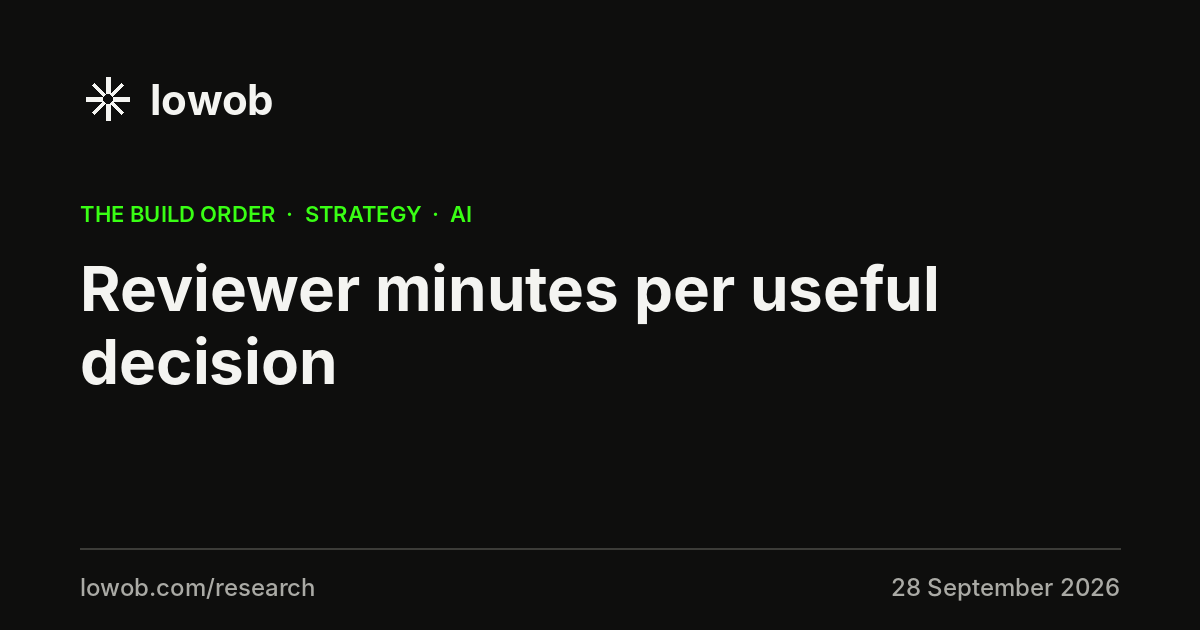 lowob
THE BUILD ORDER · STRATEGY · AI
Reviewer minutes per useful
decision
lowob.com/research
28 September 2026